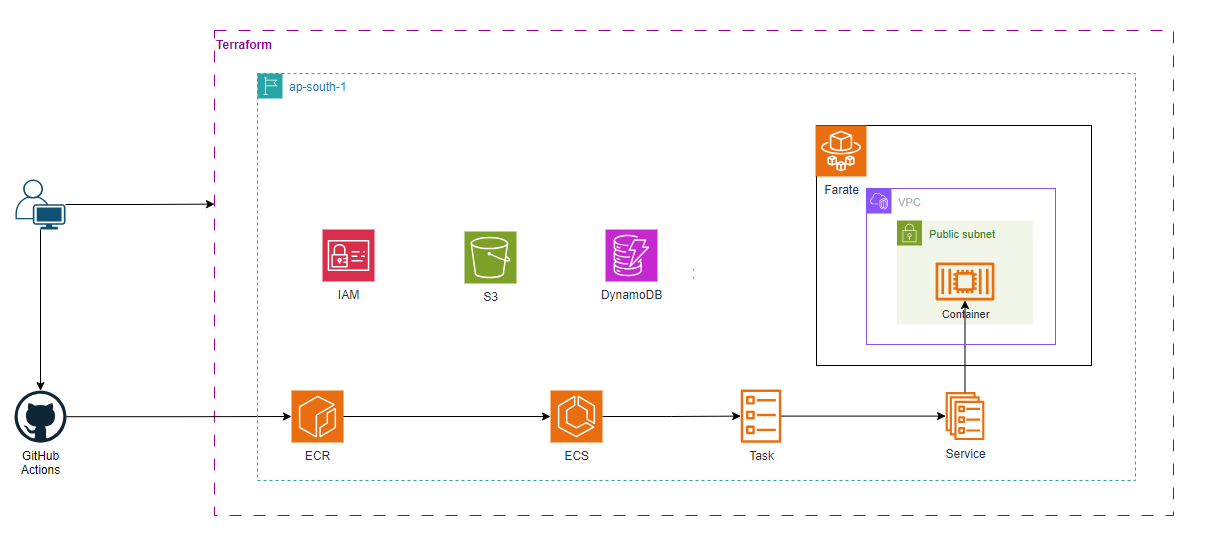 Terraform
ap-south-1
Farate
VPC
Public subnet
Container
IAM
S3
DynamoDB
:
GitHub
Actions
ECR
ECS
Task
Service